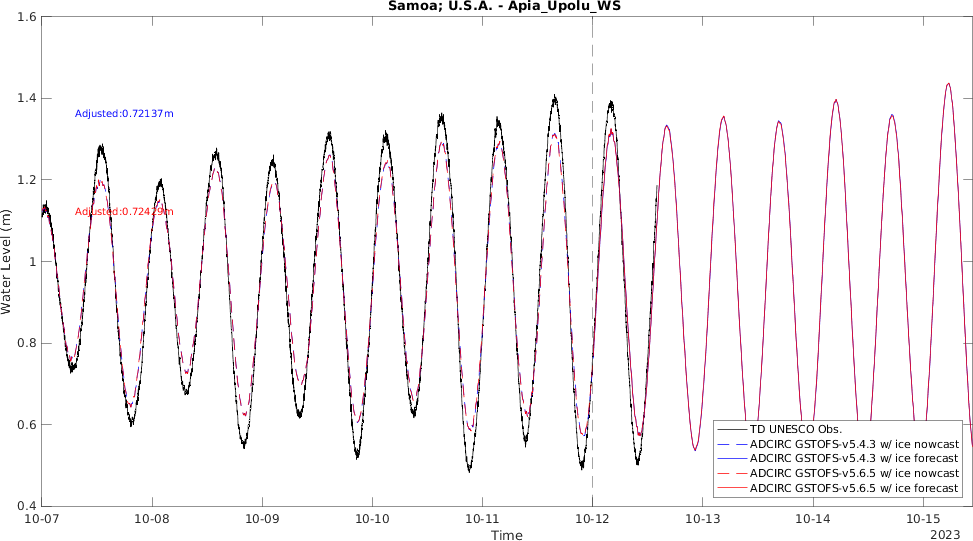 Samoa; U.S.A. - Apia_Upolu_WS
1.6
1.4
1.2
1
0.8
0.6
0.4
Water Level (m)
Adjusted:0.72137m
Adjusted:0.72429m
TD UNESCO Obs.
ADCIRC GSTOFS-v5.4.3 w/ ice nowcast
ADCIRC GSTOFS-v5.4.3 w/ ice forecast
ADCIRC GSTOFS-v5.6.5 w/ ice nowcast
ADCIRC GSTOFS-v5.6.5 w/ ice forecast
10-07 10-08 10-09 10-10 10-11 10-12 10-13 10-14 10-15
Time
2023